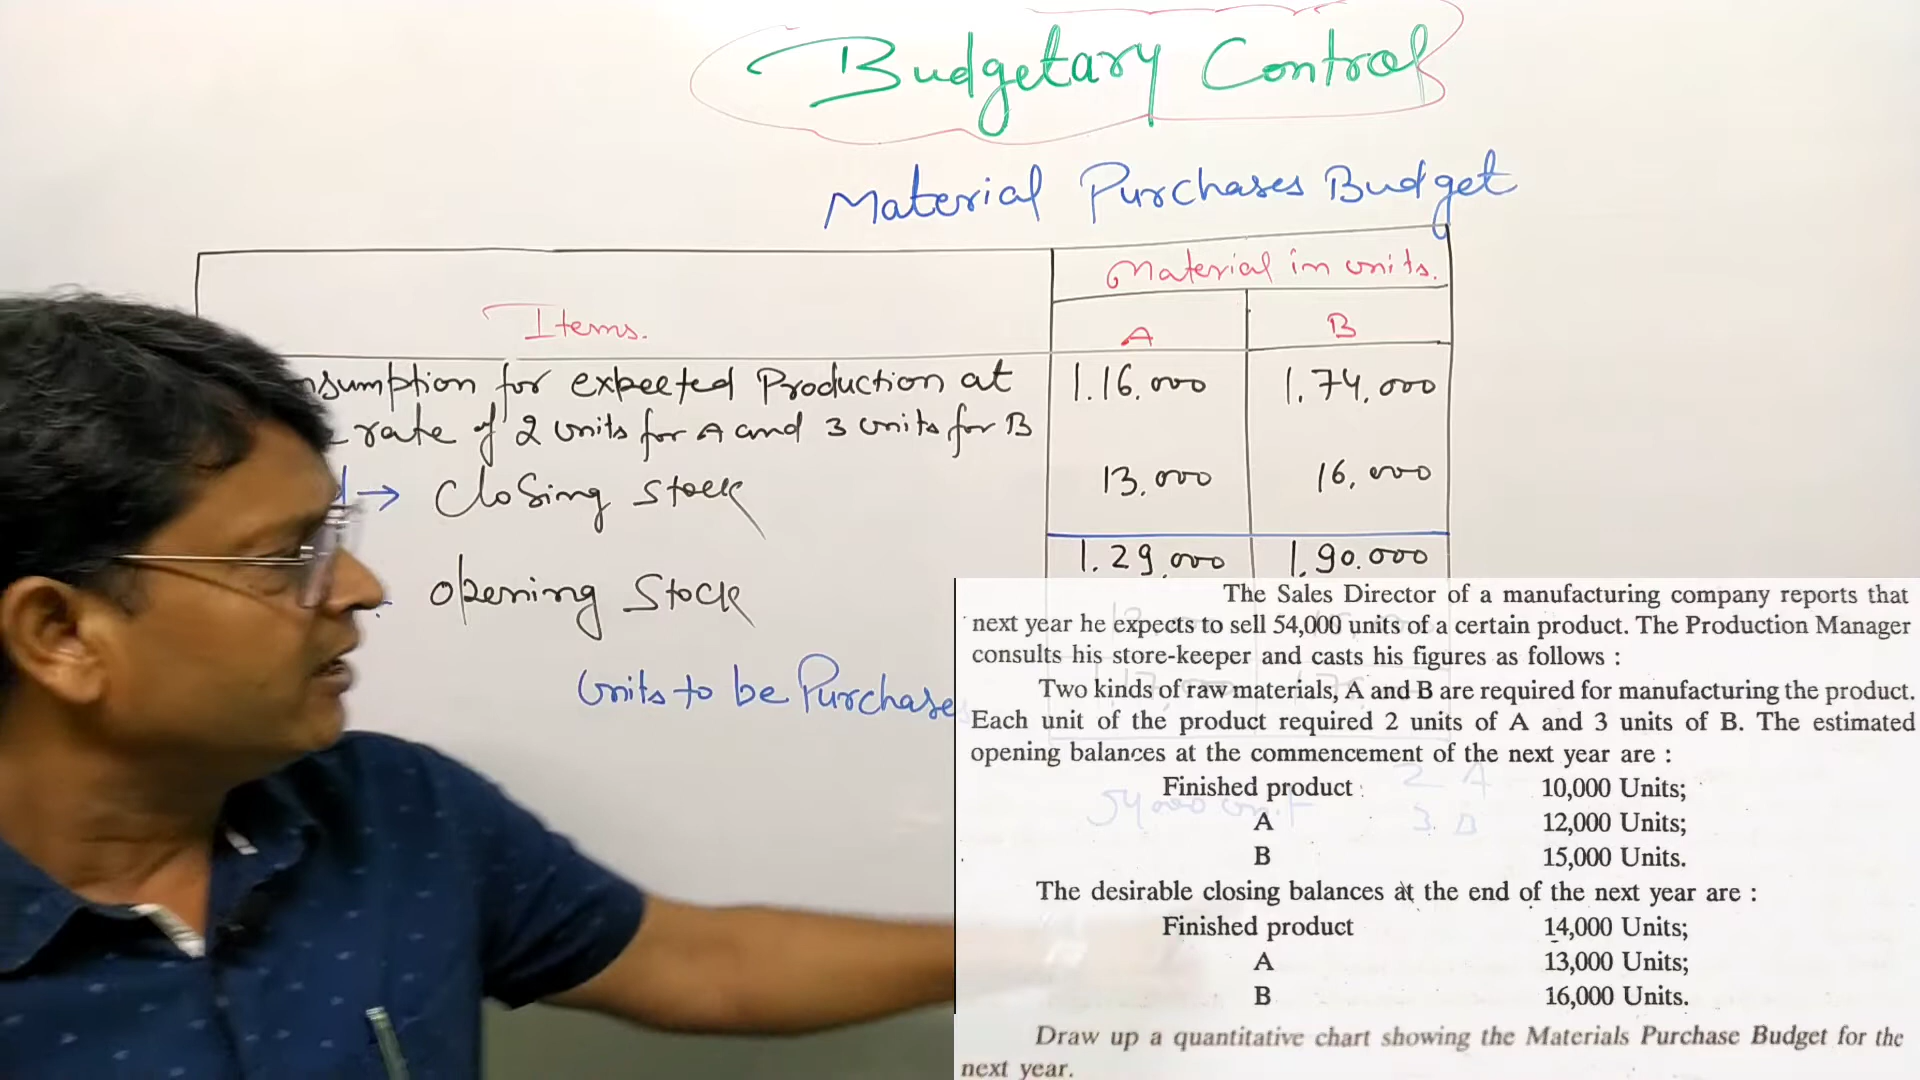 Budgetary Control
Material Purchases Budget
Items.
Material in units.
A B
for expected Production at 1.16,000 1.74,000
rate of 2 units for A and 3 units for B
→ Closing Stock 13,000 16,000
1.29,000 1.90.000
opening Stock
Units to be Purchase
The Sales Director of a manufacturing company reports that
next year he expects to sell 54,000 units of a certain product. The Production Manager
consults his store-keeper and casts his figures as follows :
Two kinds of raw materials, A and B are required for manufacturing the product.
Each unit of the product required 2 units of A and 3 units of B. The estimated
opening balances at the commencement of the next year are :
Finished product 10,000 Units;
A 12,000 Units;
B 15,000 Units.
The desirable closing balances at the end of the next year are :
Finished product 14,000 Units;
A 13,000 Units;
B 16,000 Units.
Draw up a quantitative chart showing the Materials Purchase Budget for the
next year.